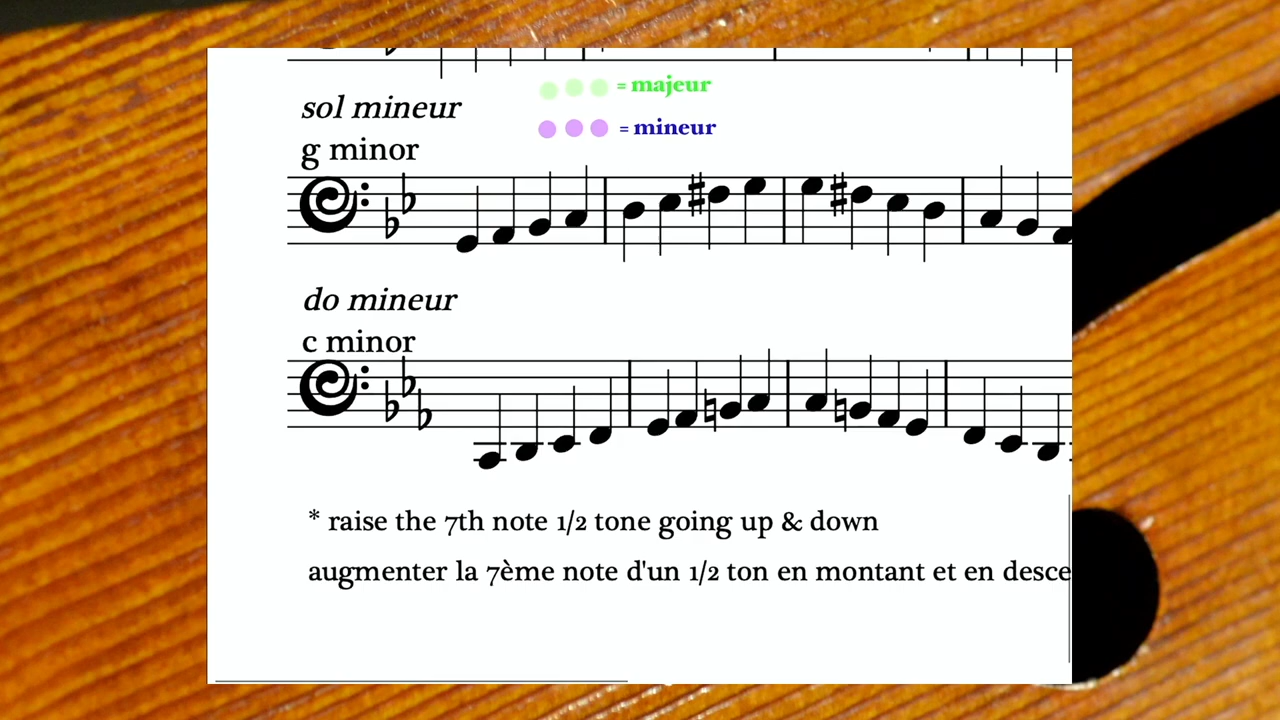 = majeur
sol mineur
= mineur
g minor
do mineur
c minor
* raise the 7th note 1/2 tone going up & down
augmenter la 7ème note d'un 1/2 ton en montant et en desce